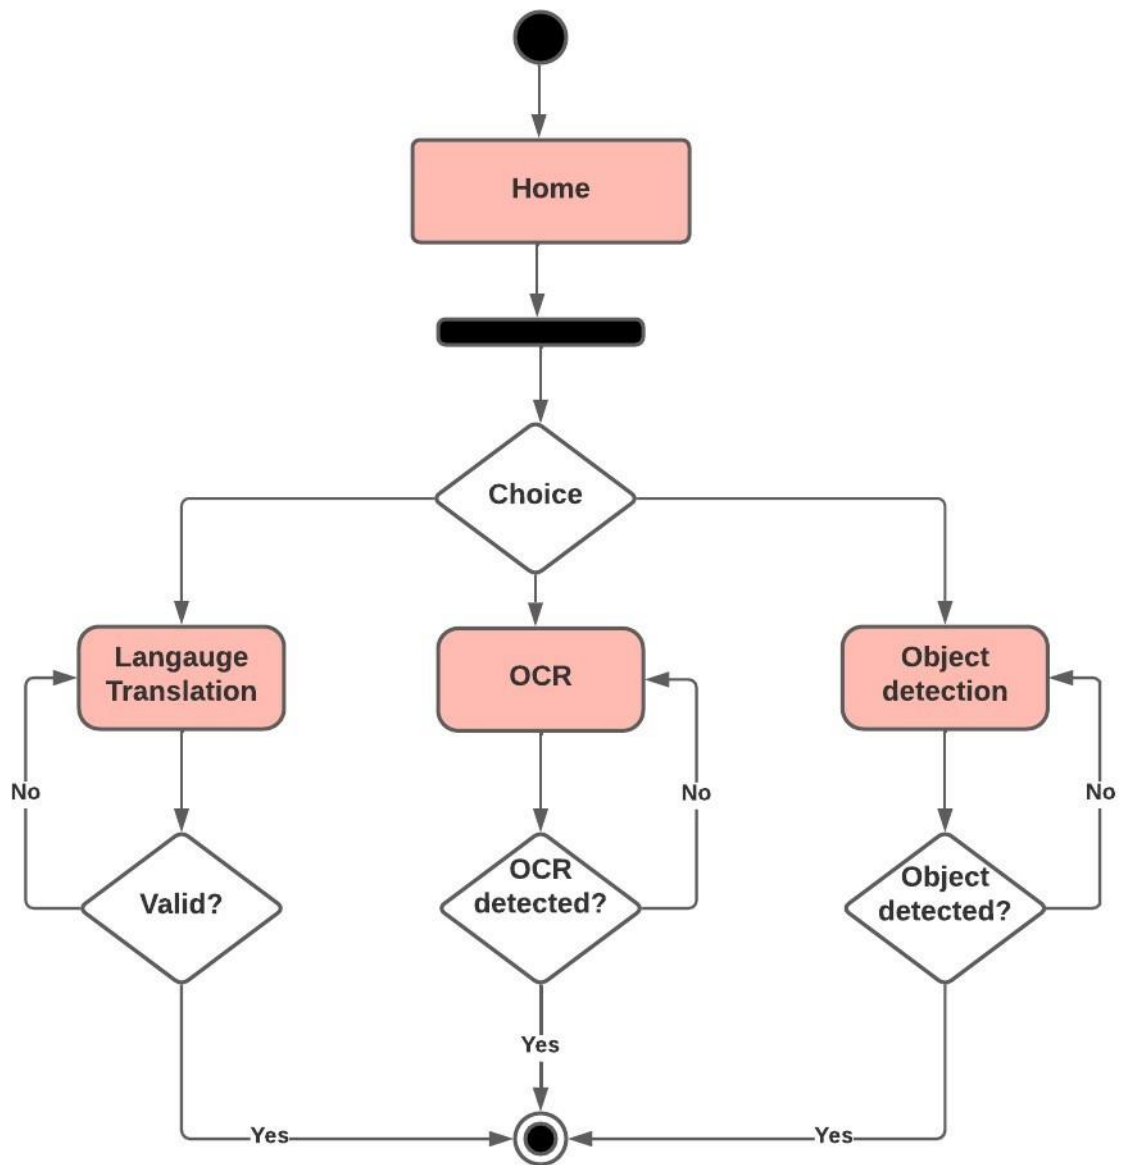 Home
Choice
Langauge
Translation
OCR
Object
detection
No
No
No
Valid?
OCR
detected?
Object
detected?
Yes
Yes
Yes